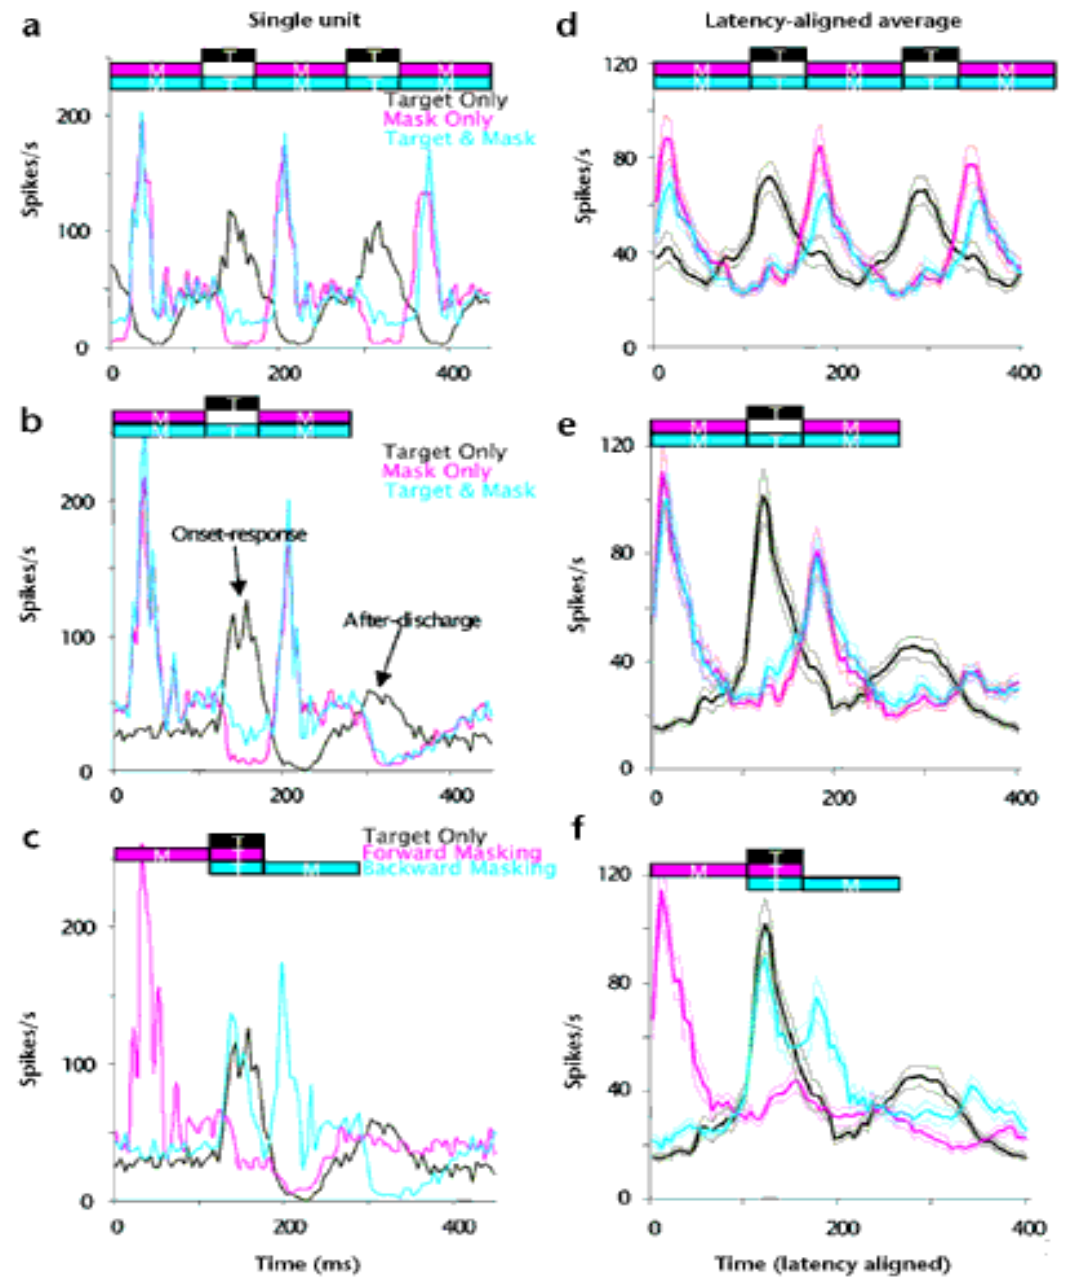 a Single unit
M T M T M
M T M T M
Target Only
Mask Only
Target & Mask
Spikes/s
200
100
0
0 200 400
d Latency-aligned average
M T M T M
M T M T M
Spikes/s
120
80
40
0
0 200 400
b
M T M
M T M
Target Only
Mask Only
Target & Mask
Onset-response
After-discharge
Spikes/s
200
100
0
0 200 400
e
M T M
M T M
Spikes/s
120
80
40
0
0 200 400
c
T
M T
T M
Target Only
Forward Masking
Backward Masking
Spikes/s
200
100
0
0 200 400
Time (ms)
f
T
M T
T M
Spikes/s
120
80
40
0
0 200 400
Time (latency aligned)